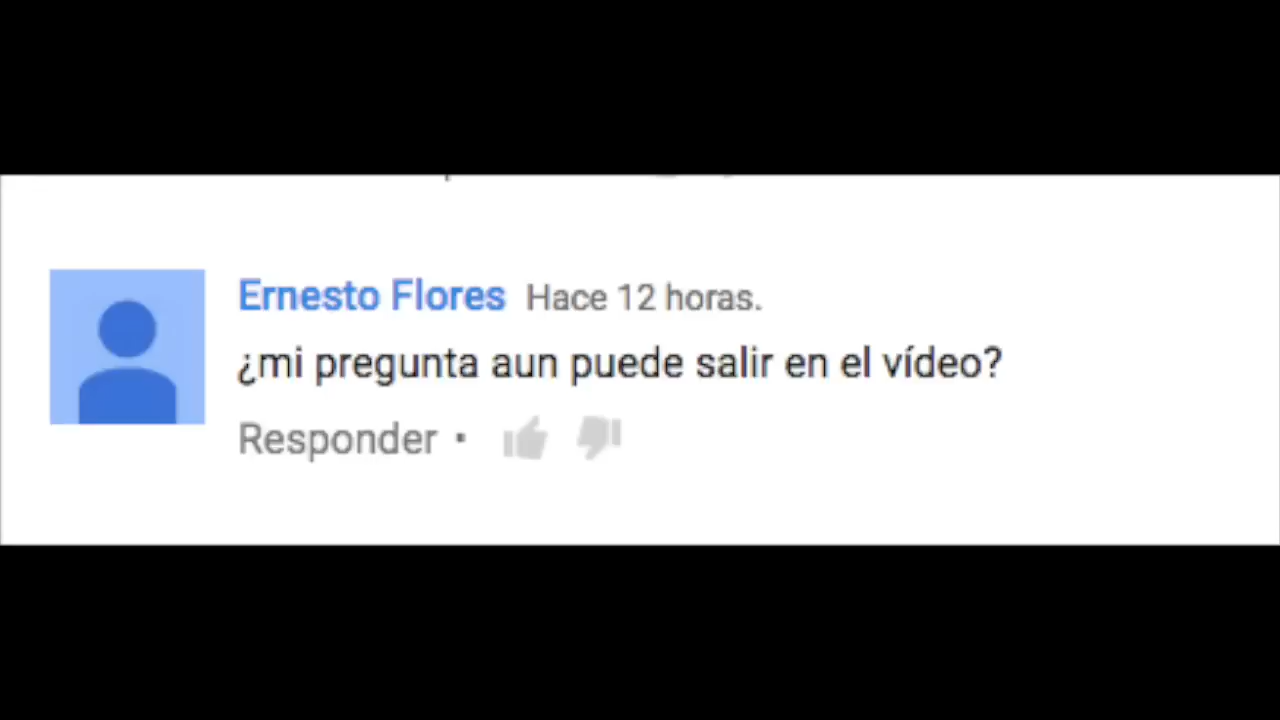 Ernesto Flores Hace 12 horas.
¿mi pregunta aun puede salir en el vídeo?
Responder •